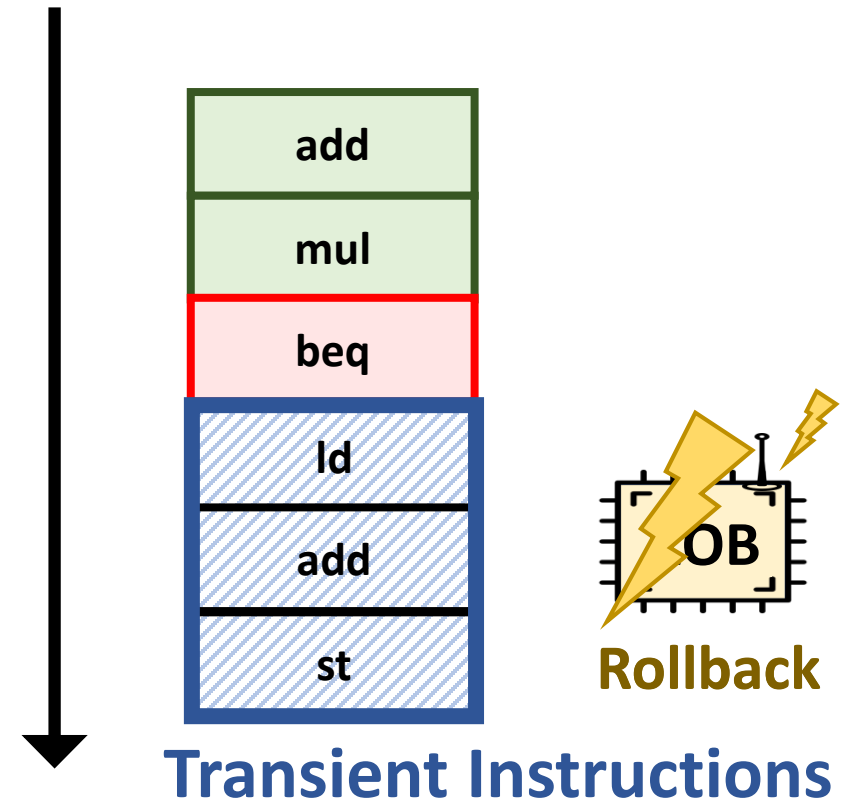 add
mul
beq
ld
add
st
OB
Rollback
Transient Instructions